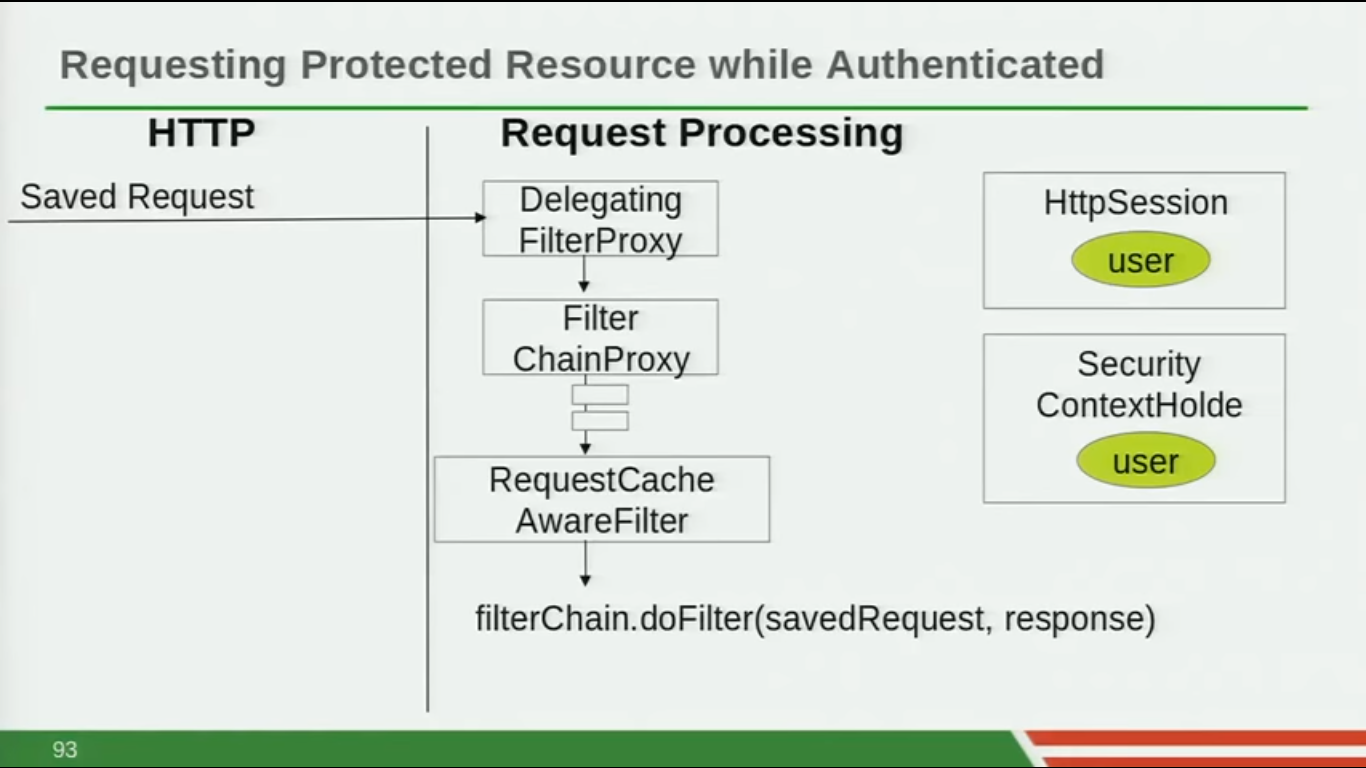 Requesting Protected Resource while Authenticated
HTTP
Request Processing
Saved Request
Delegating
FilterProxy
Filter
ChainProxy
RequestCache
AwareFilter
filterChain.doFilter(savedRequest, response)
HttpSession
user
Security
ContextHolde
user
93